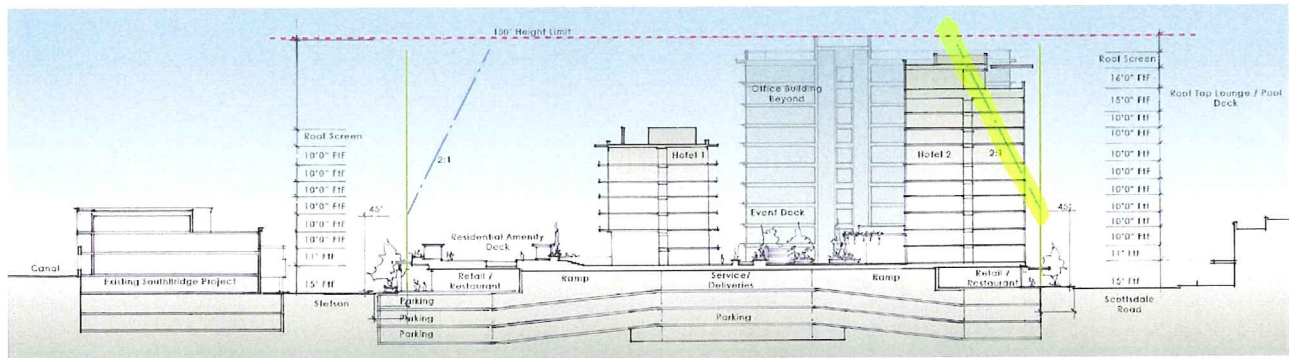 150' Height Limit
Roof Screen
10'0" FtF
10'0" FtF
10'0" FtF
10'0" FtF
10'0" FtF
10'0" FtF
11' FtF
15' FtF
45'
2:1
Canal
Existing SouthBridge Project
Stetson
Residential Amenity
Deck
Retail /
Restaurant
Ramp
Parking
Parking
Parking
Hotel 1
Office Building
Beyond
Event Deck
Service/
Deliveries
Parking
Hotel 2
2:1
Ramp
Retail /
Restaurant
45'
Roof Screen
16'0" FtF
15'0" FtF
10'0" FtF
10'0" FtF
10'0" FtF
10'0" FtF
10'0" FtF
10'0" FtF
10'0" FtF
10'0" FtF
11' FtF
15' FtF
Roof Top Lounge / Pool
Deck
Scottsdale
Road